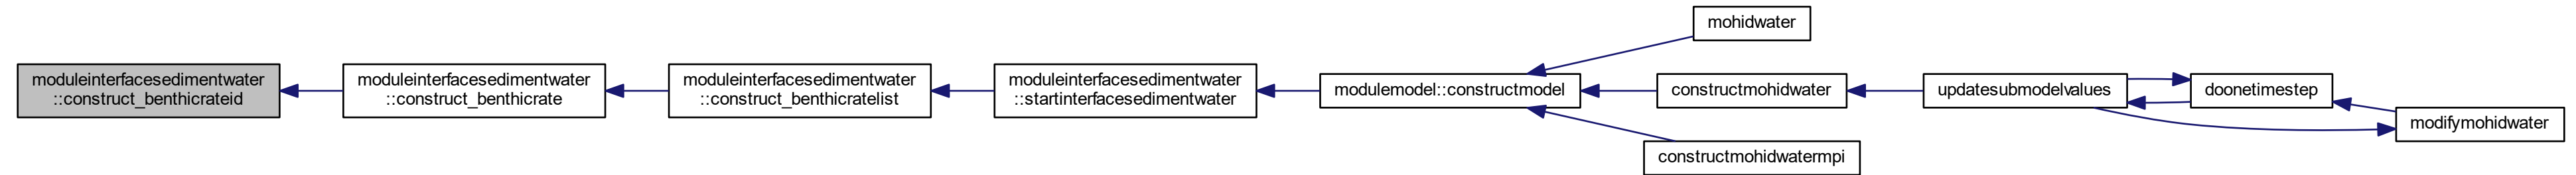 moduleinterfacesedimentwater
::construct_benthicrateid
moduleinterfacesedimentwater
::construct_benthicrate
moduleinterfacesedimentwater
::construct_benthicratelist
moduleinterfacesedimentwater
::startinterfacesedimentwater
modulemodel::constructmodel
mohidwater
constructmohidwater
constructmohidwatermpi
updatesubmodelvalues
doonetimestep
modifymohidwater